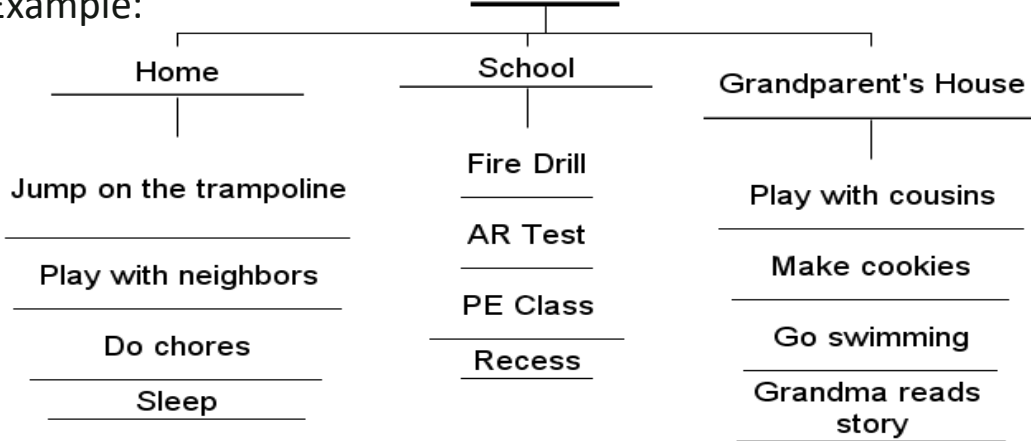 Example:
Home
School
Grandparent's House
Jump on the trampoline
Play with neighbors
Do chores
Sleep
Fire Drill
AR Test
PE Class
Recess
Play with cousins
Make cookies
Go swimming
Grandma reads
story